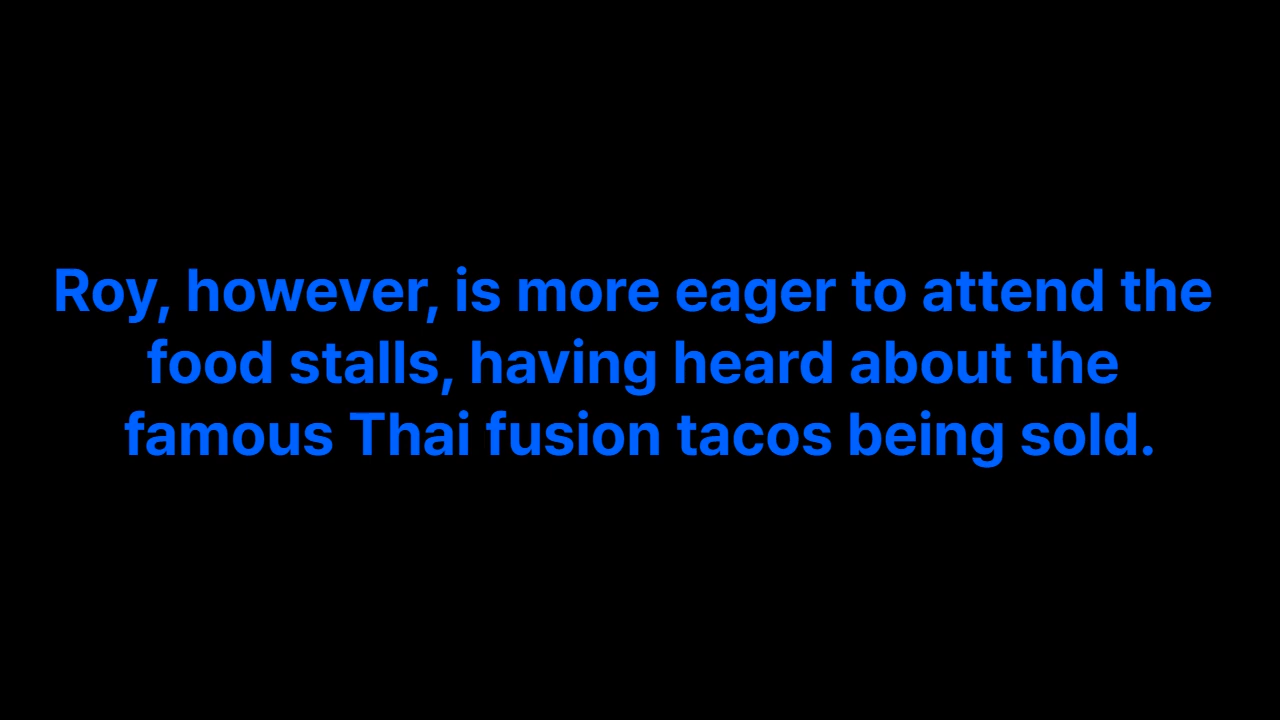 Roy, however, is more eager to attend the
food stalls, having heard about the
famous Thai fusion tacos being sold.